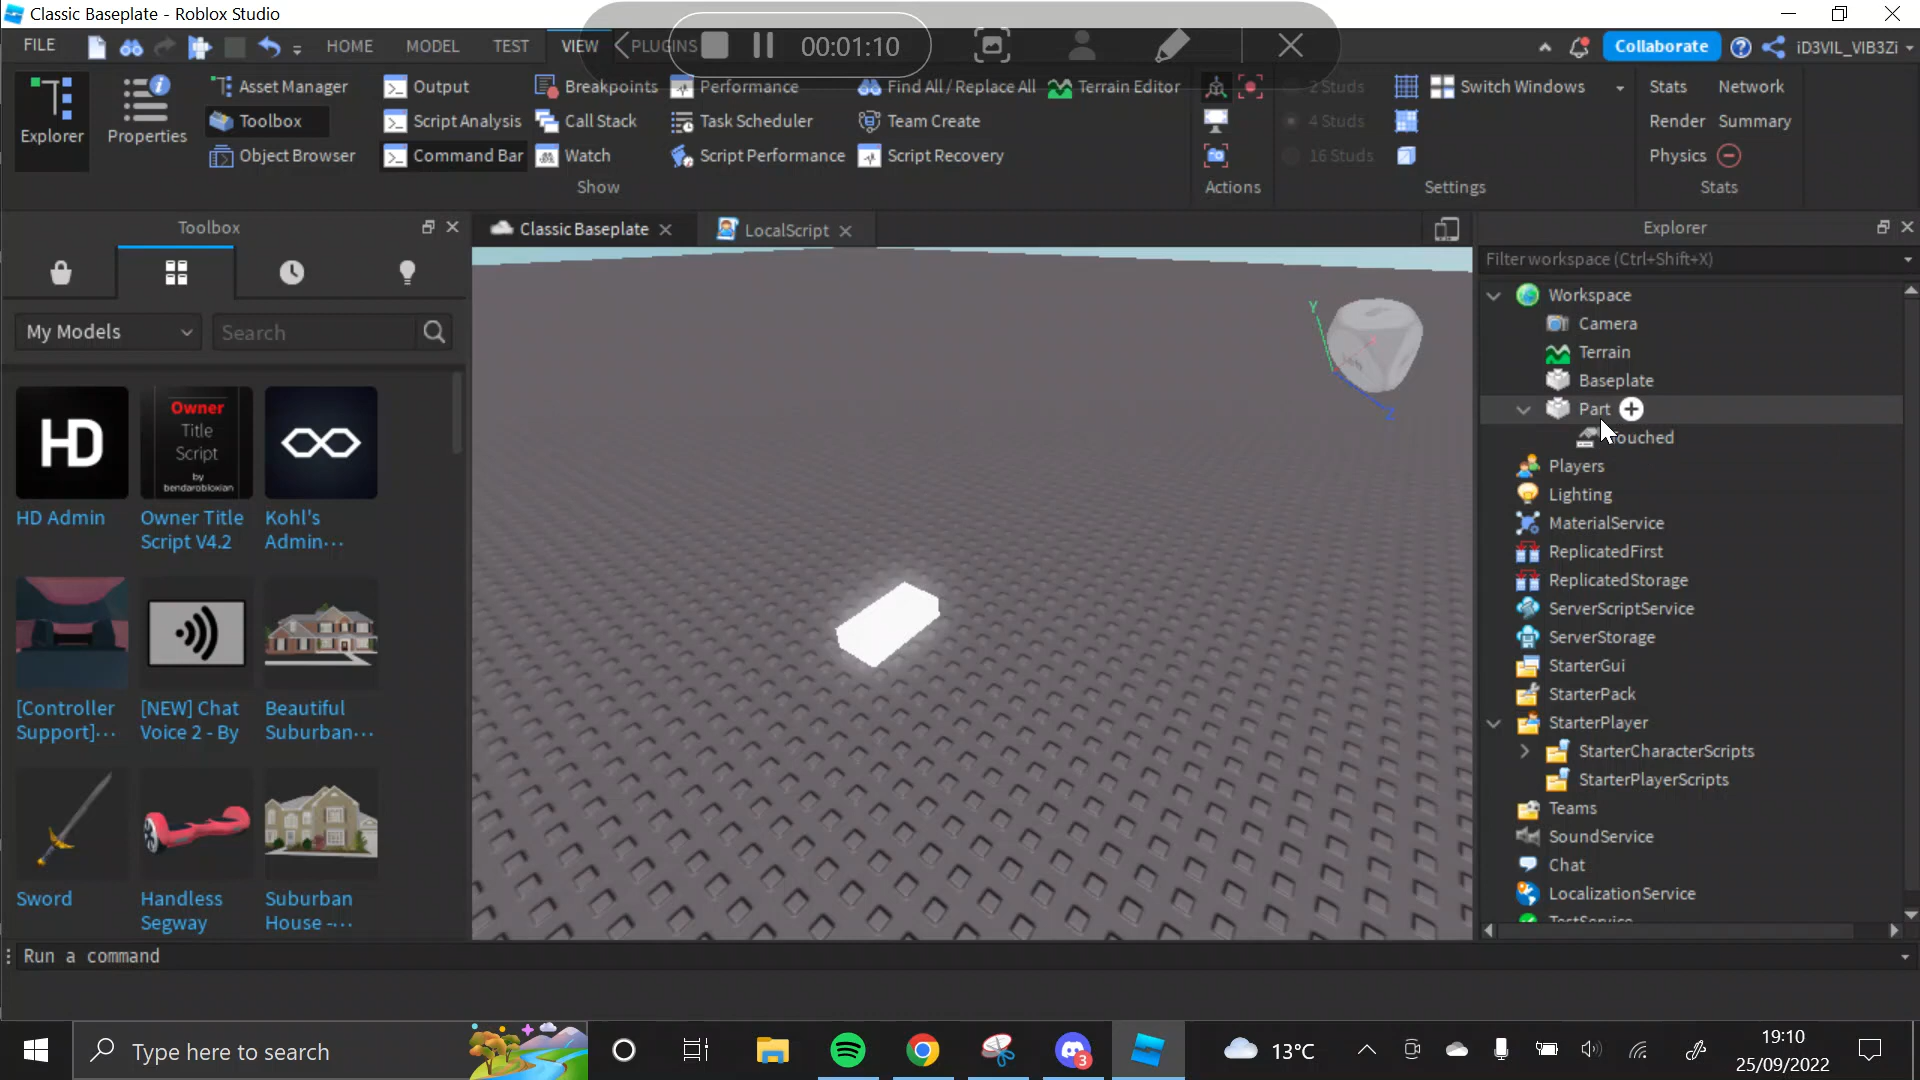 Classic Baseplate - Roblox Studio
FILE
HOME
MODEL
TEST
VIEW
PLUGINS
00:01:10
Collaborate
iD3VIL_VIB3Zi
Explorer
Properties
Asset Manager
Toolbox
Object Browser
Output
Script Analysis
Command Bar
Breakpoints
Call Stack
Watch
Performance
Task Scheduler
Script Performance
Find All / Replace All
Team Create
Script Recovery
Terrain Editor
Show
Actions
2 Studs
4 Studs
16 Studs
Switch Windows
Settings
Stats
Network
Render
Summary
Physics
Stats
Toolbox
Classic Baseplate
LocalScript
Explorer
My Models
Search
HD
HD Admin
Owner
Title
Script
by
bendarobloxian
Owner Title
Script V4.2
Kohl's
Admin...
[Controller
Support]...
[NEW] Chat
Voice 2 - By
Beautiful
Suburban...
Sword
Handless
Segway
Suburban
House -...
Y
Z
Filter workspace (Ctrl+Shift+X)
Workspace
Camera
Terrain
Baseplate
Part
ouched
Players
Lighting
MaterialService
ReplicatedFirst
ReplicatedStorage
ServerScriptService
ServerStorage
StarterGui
StarterPack
StarterPlayer
StarterCharacterScripts
StarterPlayerScripts
Teams
SoundService
Chat
LocalizationService
TestService
Run a command
Type here to search
3
13°C
19:10
25/09/2022